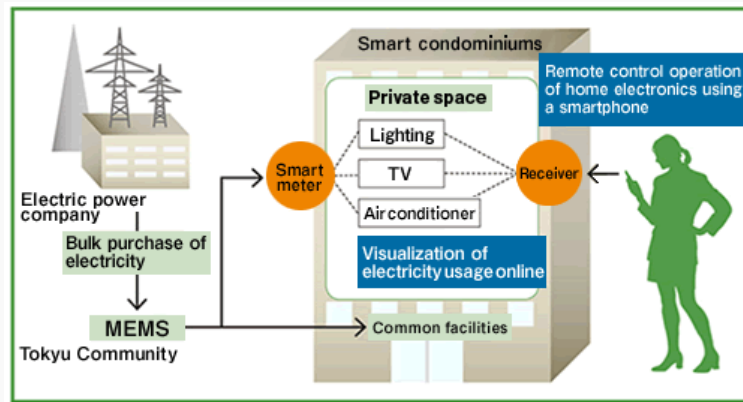 Smart condominiums
Remote control operation
of home electronics using
a smartphone
Private space
Lighting
Smart
meter
TV
Receiver
Air conditioner
Electric power
company
Bulk purchase of
electricity
Visualization of
electricity usage online
MEMS
Common facilities
Tokyu Community